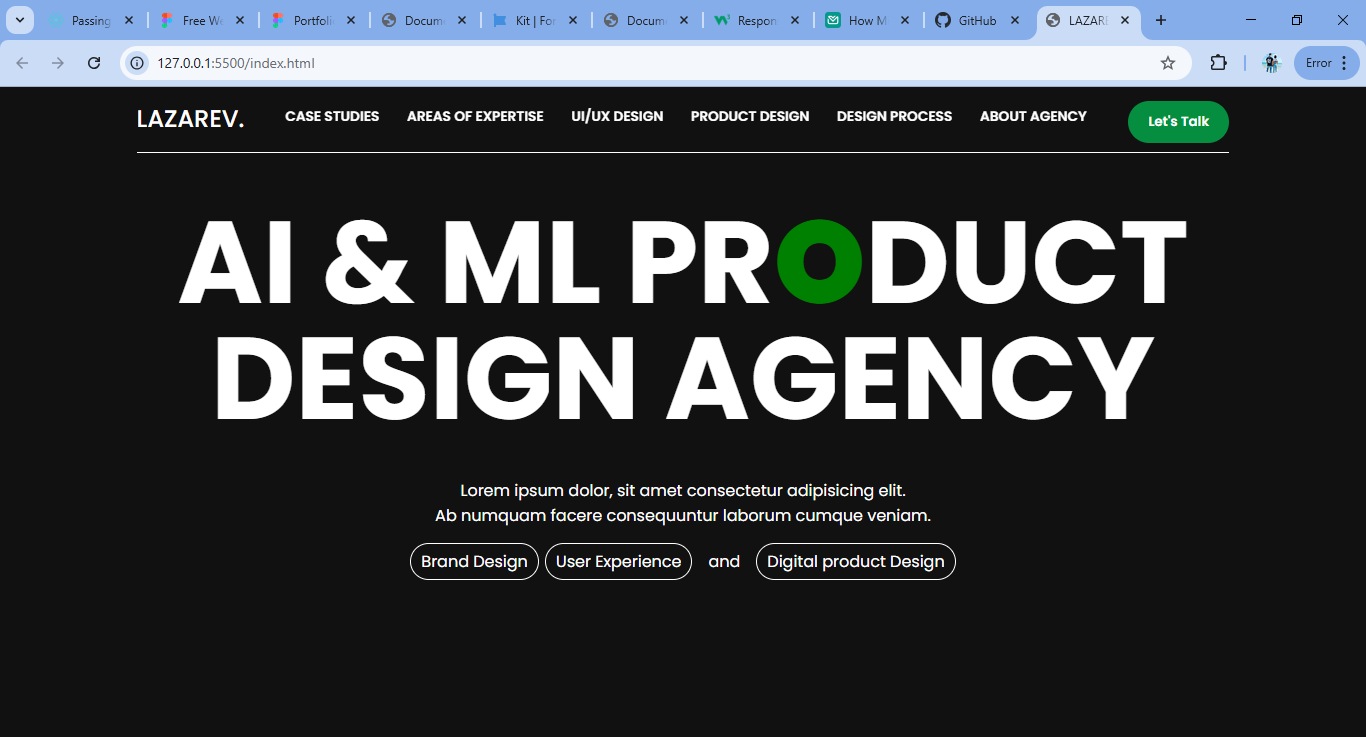 Passing
Free We
Portfoli
Docume
Kit | For
Docume
Respon
How M
GitHub
LAZARE
127.0.0.1:5500/index.html
Error
LAZAREV.
CASE STUDIES
AREAS OF EXPERTISE
UI/UX DESIGN
PRODUCT DESIGN
DESIGN PROCESS
ABOUT AGENCY
Let's Talk
AI & ML PRODUCT
DESIGN AGENCY
Lorem ipsum dolor, sit amet consectetur adipisicing elit.
Ab numquam facere consequuntur laborum cumque veniam.
Brand Design User Experience and Digital product Design